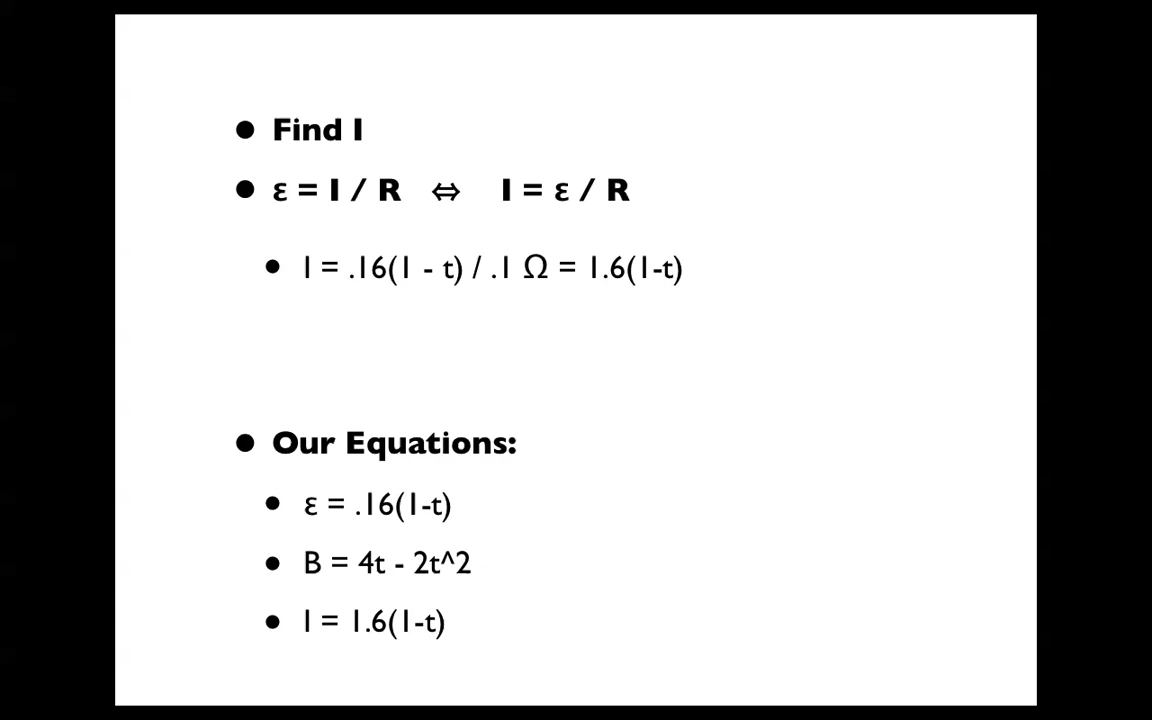 • Find I
• ε = I / R ⇔ I = ε / R
• I = .16(1 - t) / .1 Ω = 1.6(1-t)
• Our Equations:
• ε = .16(1-t)
• B = 4t - 2t^2
• I = 1.6(1-t)